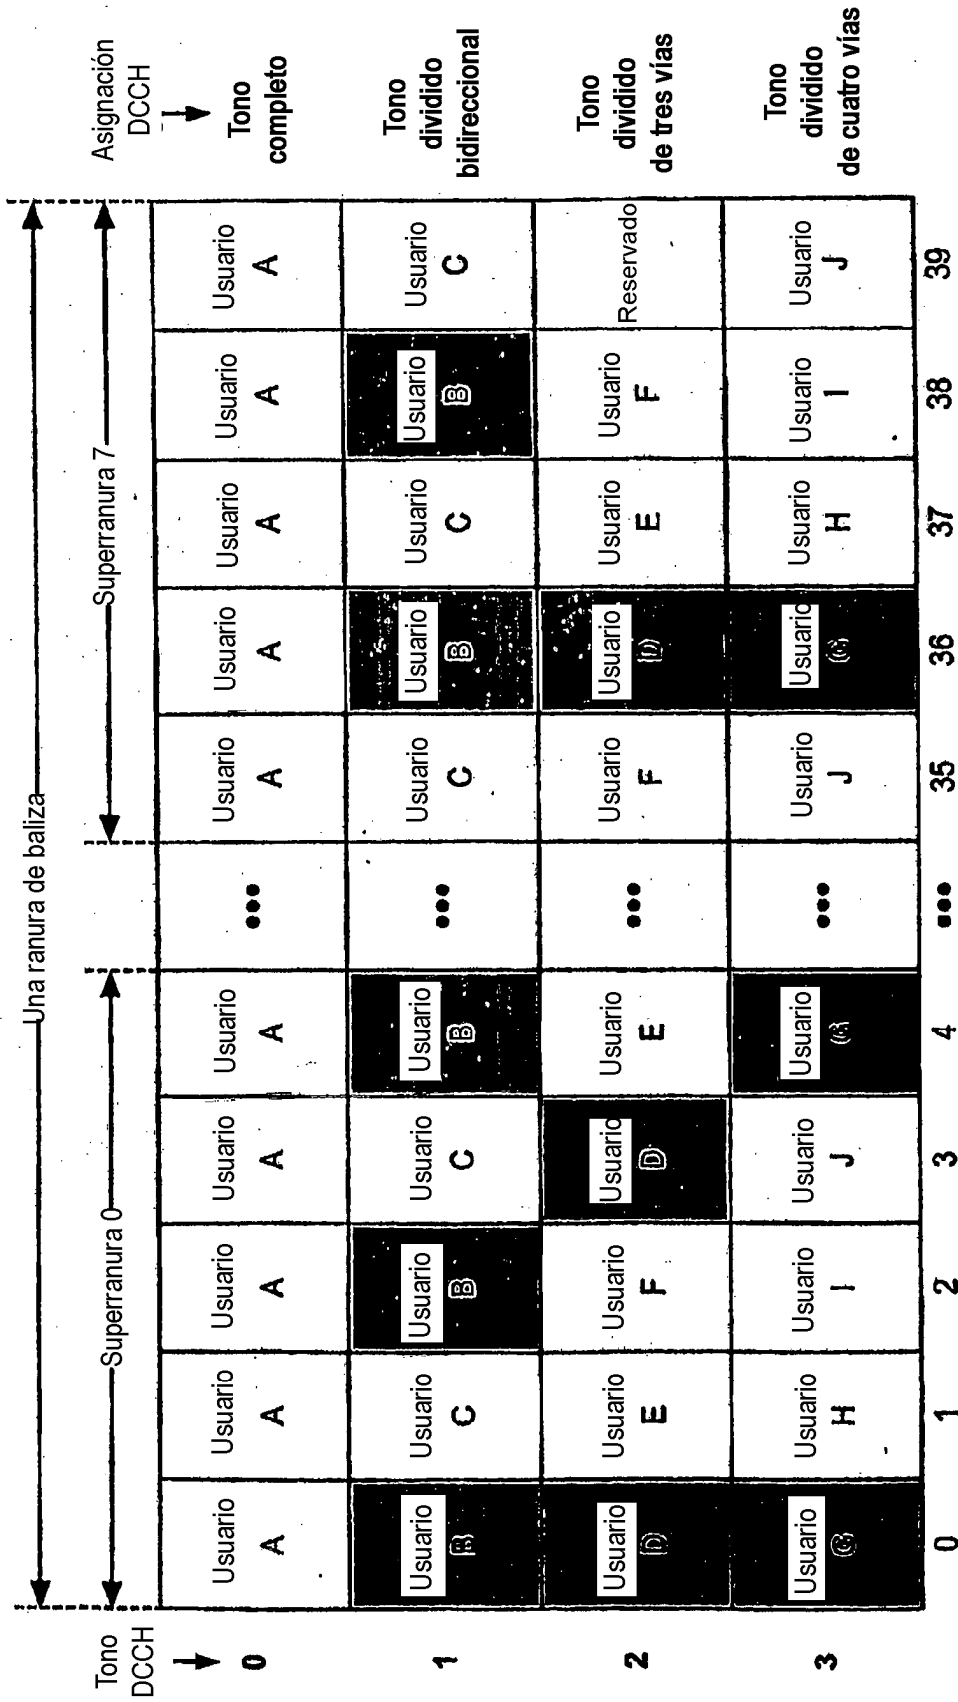 Una ranura de baliza
Superranura 0
Superranura 7
Tono
DCCH
Asignación
DCCH
0
Usuario A
Usuario A
Usuario A
Usuario A
Usuario A
•••
Usuario A
Usuario A
Usuario A
Usuario A
Usuario A
Tono
completo
1
Usuario B
Usuario C
Usuario B
Usuario C
Usuario B
•••
Usuario C
Usuario B
Usuario C
Usuario B
Usuario C
Tono
dividido
bidireccional
2
Usuario D
Usuario E
Usuario F
Usuario D
Usuario E
•••
Usuario F
Usuario D
Usuario E
Usuario F
Reservado
Tono
dividido
de tres vías
3
Usuario G
Usuario H
Usuario I
Usuario J
Usuario G
•••
Usuario J
Usuario G
Usuario H
Usuario I
Usuario J
Tono
dividido
de cuatro vías
0 1 2 3 4 ••• 35 36 37 38 39